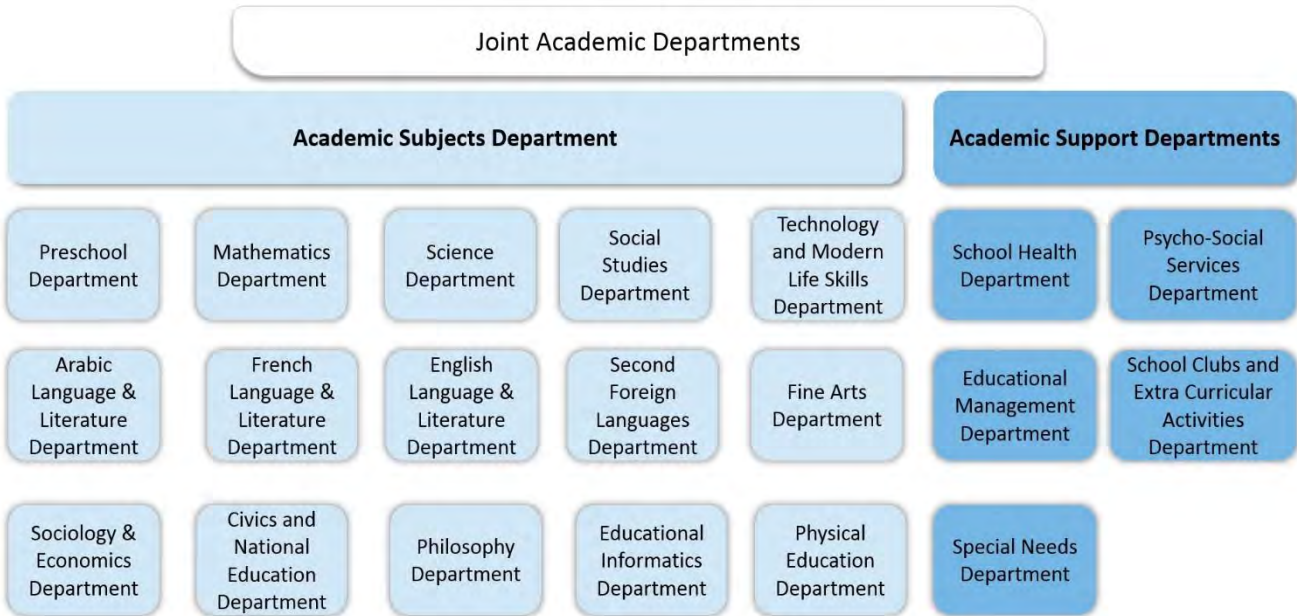 Joint Academic Departments
Academic Subjects Department
Academic Support Departments
Preschool
Department
Mathematics
Department
Science
Department
Social
Studies
Department
Technology
and Modern
Life Skills
Department
School Health
Department
Psycho-Social
Services
Department
Arabic
Language &
Literature
Department
French
Language &
Literature
Department
English
Language &
Literature
Department
Second
Foreign
Languages
Department
Fine Arts
Department
Educational
Management
Department
School Clubs and
Extra Curricular
Activities
Department
Sociology &
Economics
Department
Civics and
National
Education
Department
Philosophy
Department
Educational
Informatics
Department
Physical
Education
Department
Special Needs
Department